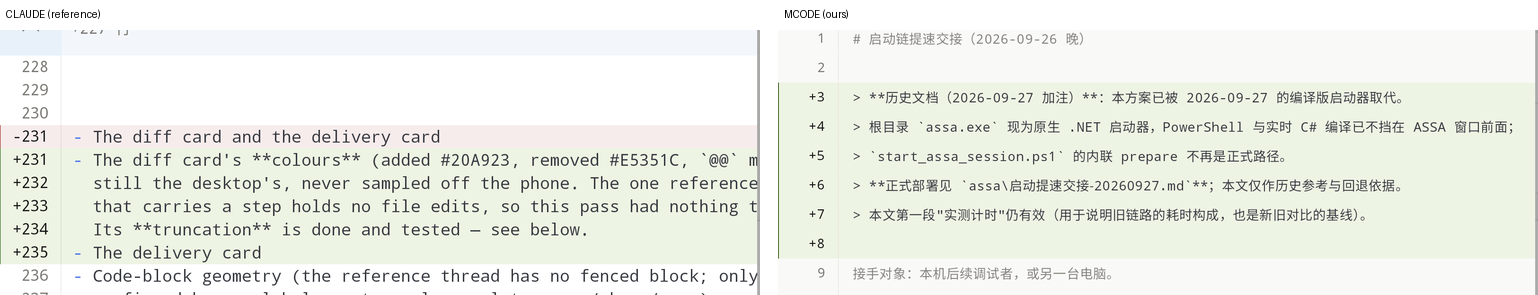 CLAUDE (reference)
228
229
230
-231 - The diff card and the delivery card
+231 - The diff card's **colours** (added #20A923, removed #E5351C, `@@` m
+232 still the desktop's, never sampled off the phone. The one reference
+233 that carries a step holds no file edits, so this pass had nothing t
+234 Its **truncation** is done and tested — see below.
+235 - The delivery card
236 - Code-block geometry (the reference thread has no fenced block; only
MCODE (ours)
1 # 启动链提速交接（2026-09-26 晚）
2
+3 > **历史文档（2026-09-27 加注）**：本方案已被 2026-09-27 的编译版启动器取代。
+4 > 根目录 `assa.exe` 现为原生 .NET 启动器，PowerShell 与实时 C# 编译已不挡在 ASSA 窗口前面；
+5 > `start_assa_session.ps1` 的内联 prepare 不再是正式路径。
+6 > **正式部署见 `assa\启动提速交接-20260927.md`**；本文仅作历史参考与回退依据。
+7 > 本文第一段"实测计时"仍有效（用于说明旧链路的耗时构成，也是新旧对比的基线）。
+8
9 接手对象：本机后续调试者，或另一台电脑。